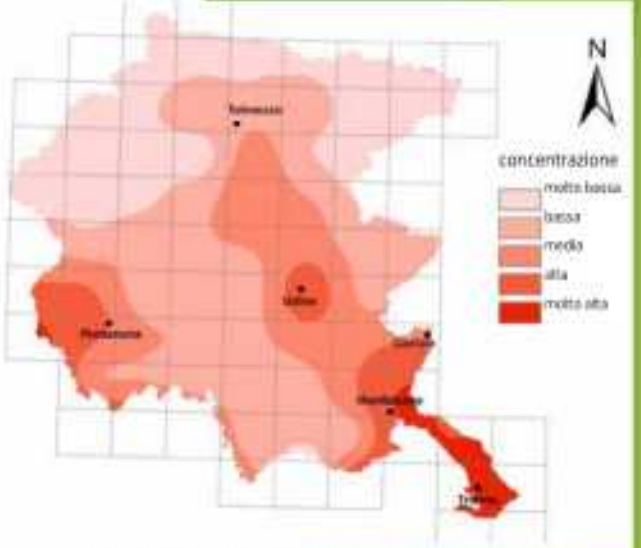 N
concentrazione
molto bassa
bassa
media
alta
molto alta
Tolmezzo
Udine
Pordenone
Gorizia
Monfalcone
Trieste